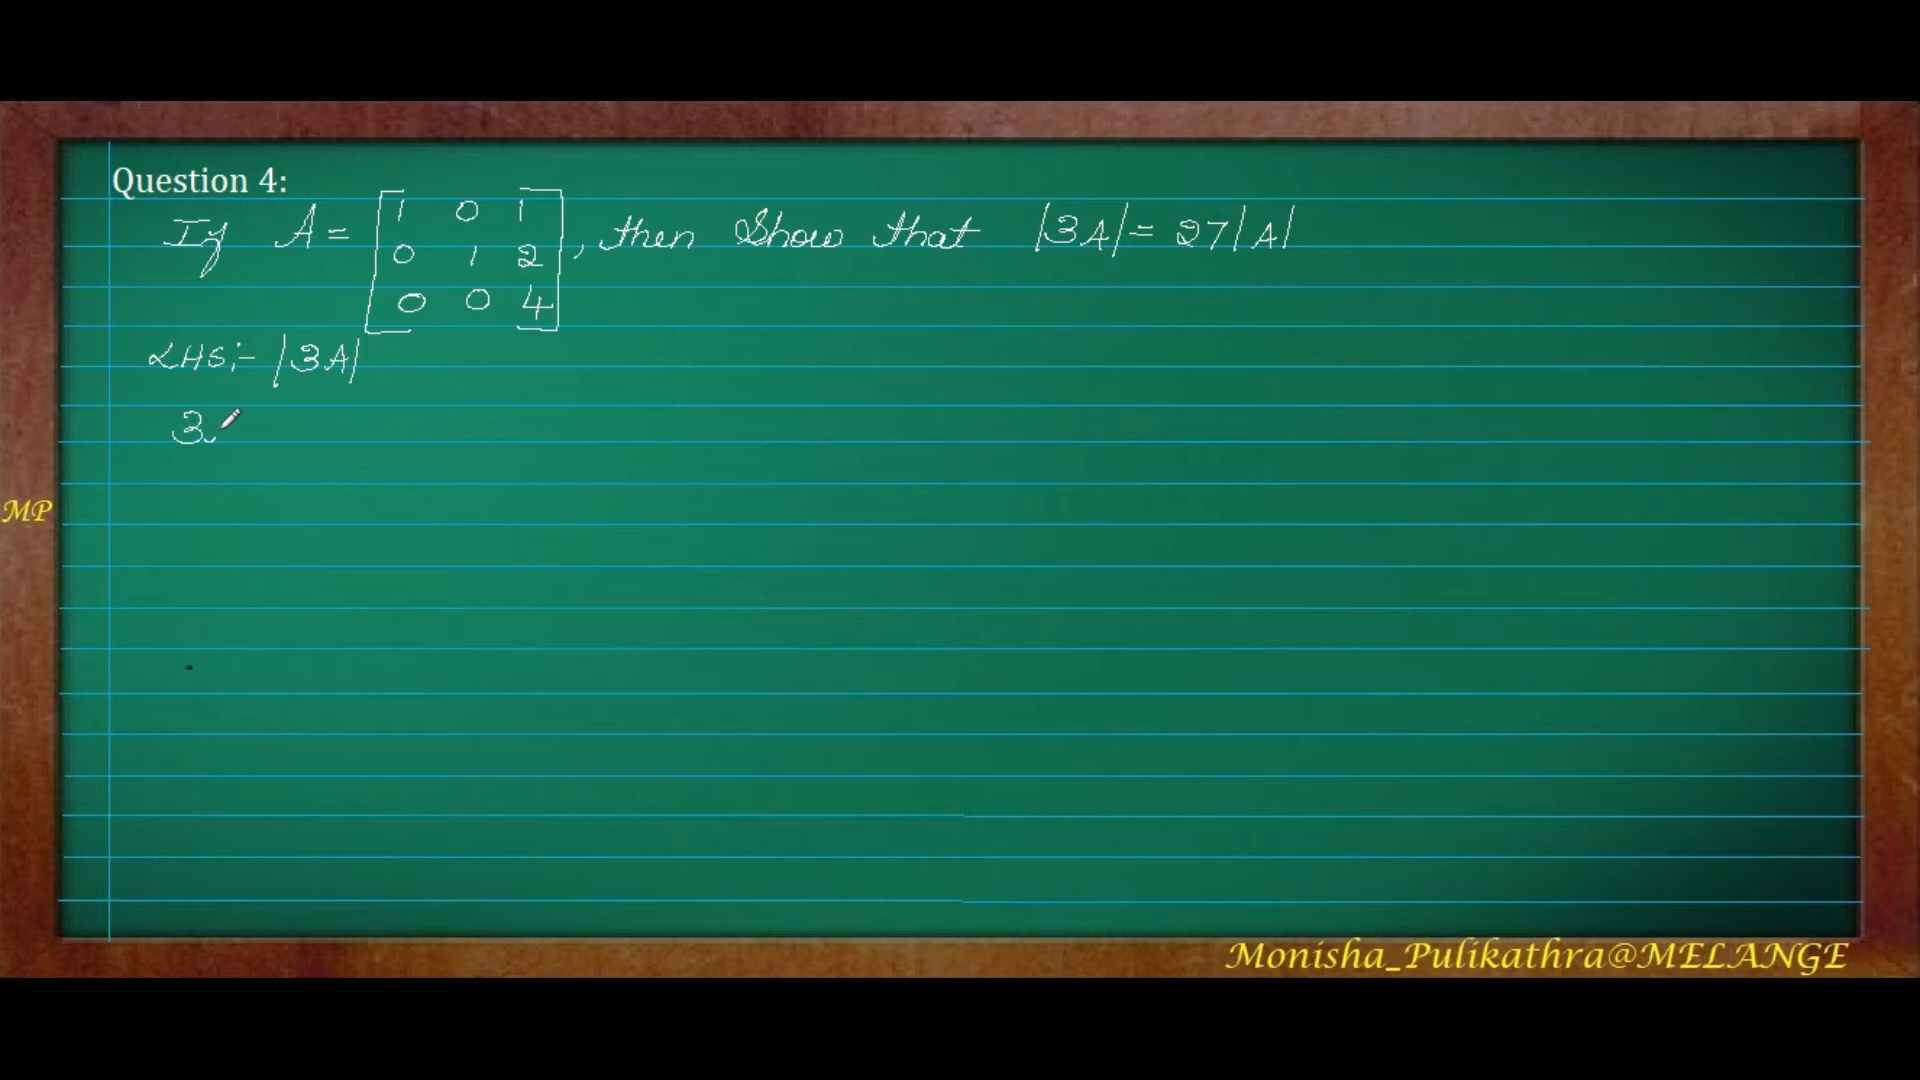 Question 4:
If A = [1 0 1
0 1 2
0 0 4], then Show that |3A| = 27|A|
LHS:- |3A|
3.
MP
Monisha_Pulikathra@MELANGE